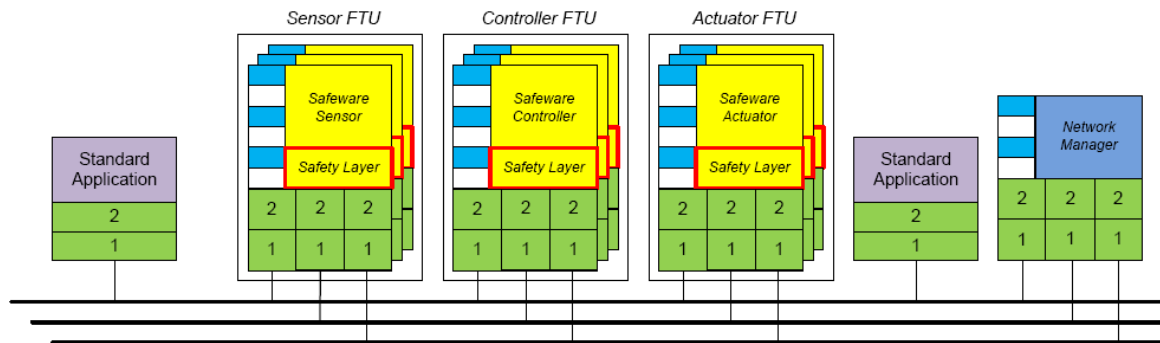 Sensor FTU
Controller FTU
Actuator FTU
Safeware
Sensor
Safeware
Controller
Safeware
Actuator
Network
Manager
Standard
Application
Safety Layer
Safety Layer
Safety Layer
Standard
Application
2
2 2 2
2 2 2
2 2 2
2
2 2 2
1
1 1 1
1 1 1
1 1 1
1
1 1 1